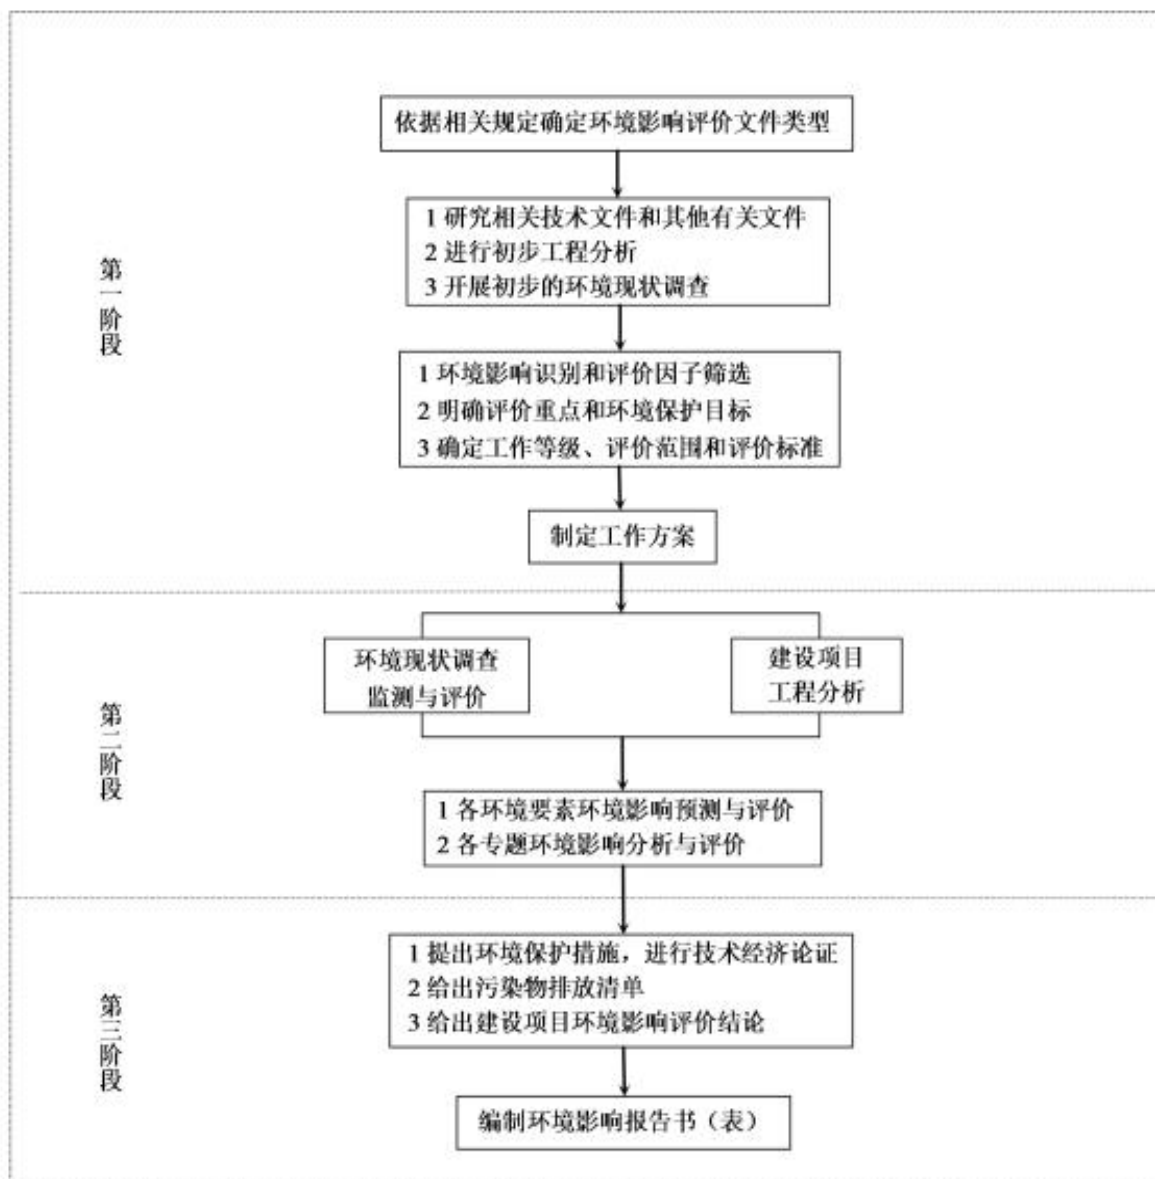 依据相关规定确定环境影响评价文件类型
1 研究相关技术文件和其他有关文件
2 进行初步工程分析
3 开展初步的环境现状调查
第一阶段
1 环境影响识别和评价因子筛选
2 明确评价重点和环境保护目标
3 确定工作等级、评价范围和评价标准
制定工作方案
环境现状调查
监测与评价
建设项目
工程分析
第二阶段
1 各环境要素环境影响预测与评价
2 各专题环境影响分析与评价
1 提出环境保护措施，进行技术经济论证
2 给出污染物排放清单
3 给出建设项目环境影响评价结论
第三阶段
编制环境影响报告书（表）